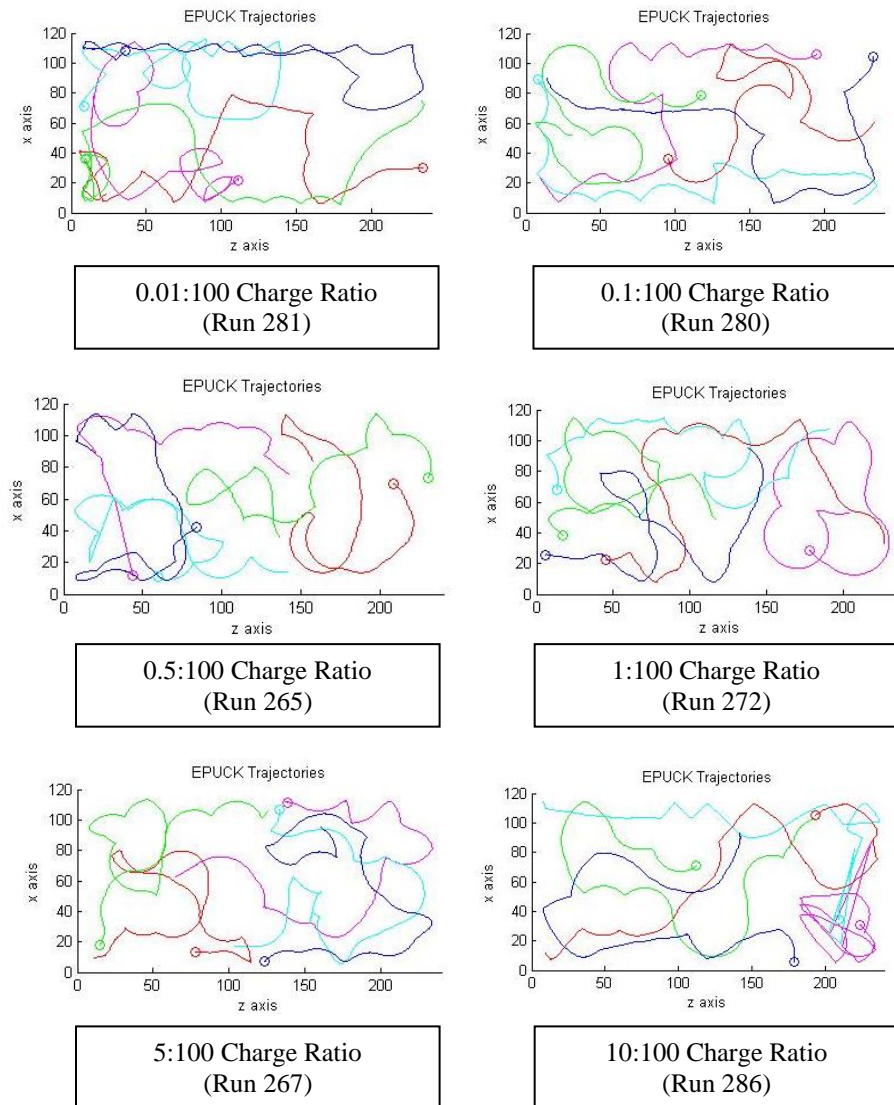 EPUCK Trajectories
120
100
80
60
40
20
0
x axis
0 50 100 150 200
z axis
0.01:100 Charge Ratio
(Run 281)
EPUCK Trajectories
120
100
80
60
40
20
0
x axis
0 50 100 150 200
z axis
0.1:100 Charge Ratio
(Run 280)
EPUCK Trajectories
120
100
80
60
40
20
0
x axis
0 50 100 150 200
z axis
0.5:100 Charge Ratio
(Run 265)
EPUCK Trajectories
120
100
80
60
40
20
0
x axis
0 50 100 150 200
z axis
1:100 Charge Ratio
(Run 272)
EPUCK Trajectories
120
100
80
60
40
20
0
x axis
0 50 100 150 200
z axis
5:100 Charge Ratio
(Run 267)
EPUCK Trajectories
120
100
80
60
40
20
0
x axis
0 50 100 150 200
z axis
10:100 Charge Ratio
(Run 286)